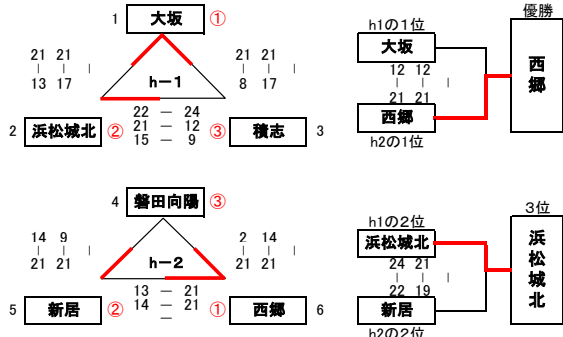 1 大坂 ①
21 21 21 21
| | | | | |
13 17 8 17
h－1
22 — 24
21 — 12
15 — 9
2 浜松城北 ② ③ 積志 3
h1の1位
大坂
12 12
| | |
21 21
西郷
h2の1位
優勝
西郷
4 磐田向陽 ③
14 9 2 14
| | | | | |
21 21 21 21
h－2
13 — 21
14 — 21
—
5 新居 ② ① 西郷 6
h1の2位
浜松城北
24 21
| | |
22 19
新居
h2の2位
3位
浜松城北